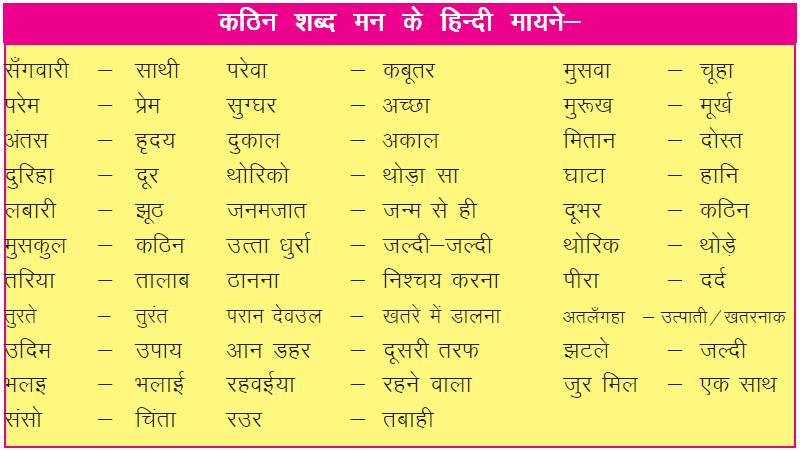 कठिन शब्द मन के हिन्दी मायने–
सँगवारी – साथी परेवा – कबूतर मुसवा – चूहा
परेम – प्रेम सुग्घर – अच्छा मुरूख – मूर्ख
अंतस – हृदय दुकाल – अकाल मितान – दोस्त
दुरिहा – दूर थोरिको – थोड़ा सा घाटा – हानि
लबारी – झूठ जनमजात – जन्म से ही दूभर – कठिन
मुसकुल – कठिन उत्ता धुर्रा – जल्दी–जल्दी थोरिक – थोड़े
तरिया – तालाब ठानना – निश्चय करना पीरा – दर्द
तुरते – तुरंत परान देवउल – खतरे में डालना अतलँगहा – उत्पाती / खतरनाक
उदिम – उपाय आन डहर – दूसरी तरफ झटले – जल्दी
भलइ – भलाई रहवईया – रहने वाला जुर मिल – एक साथ
संसो – चिंता रउर – तबाही